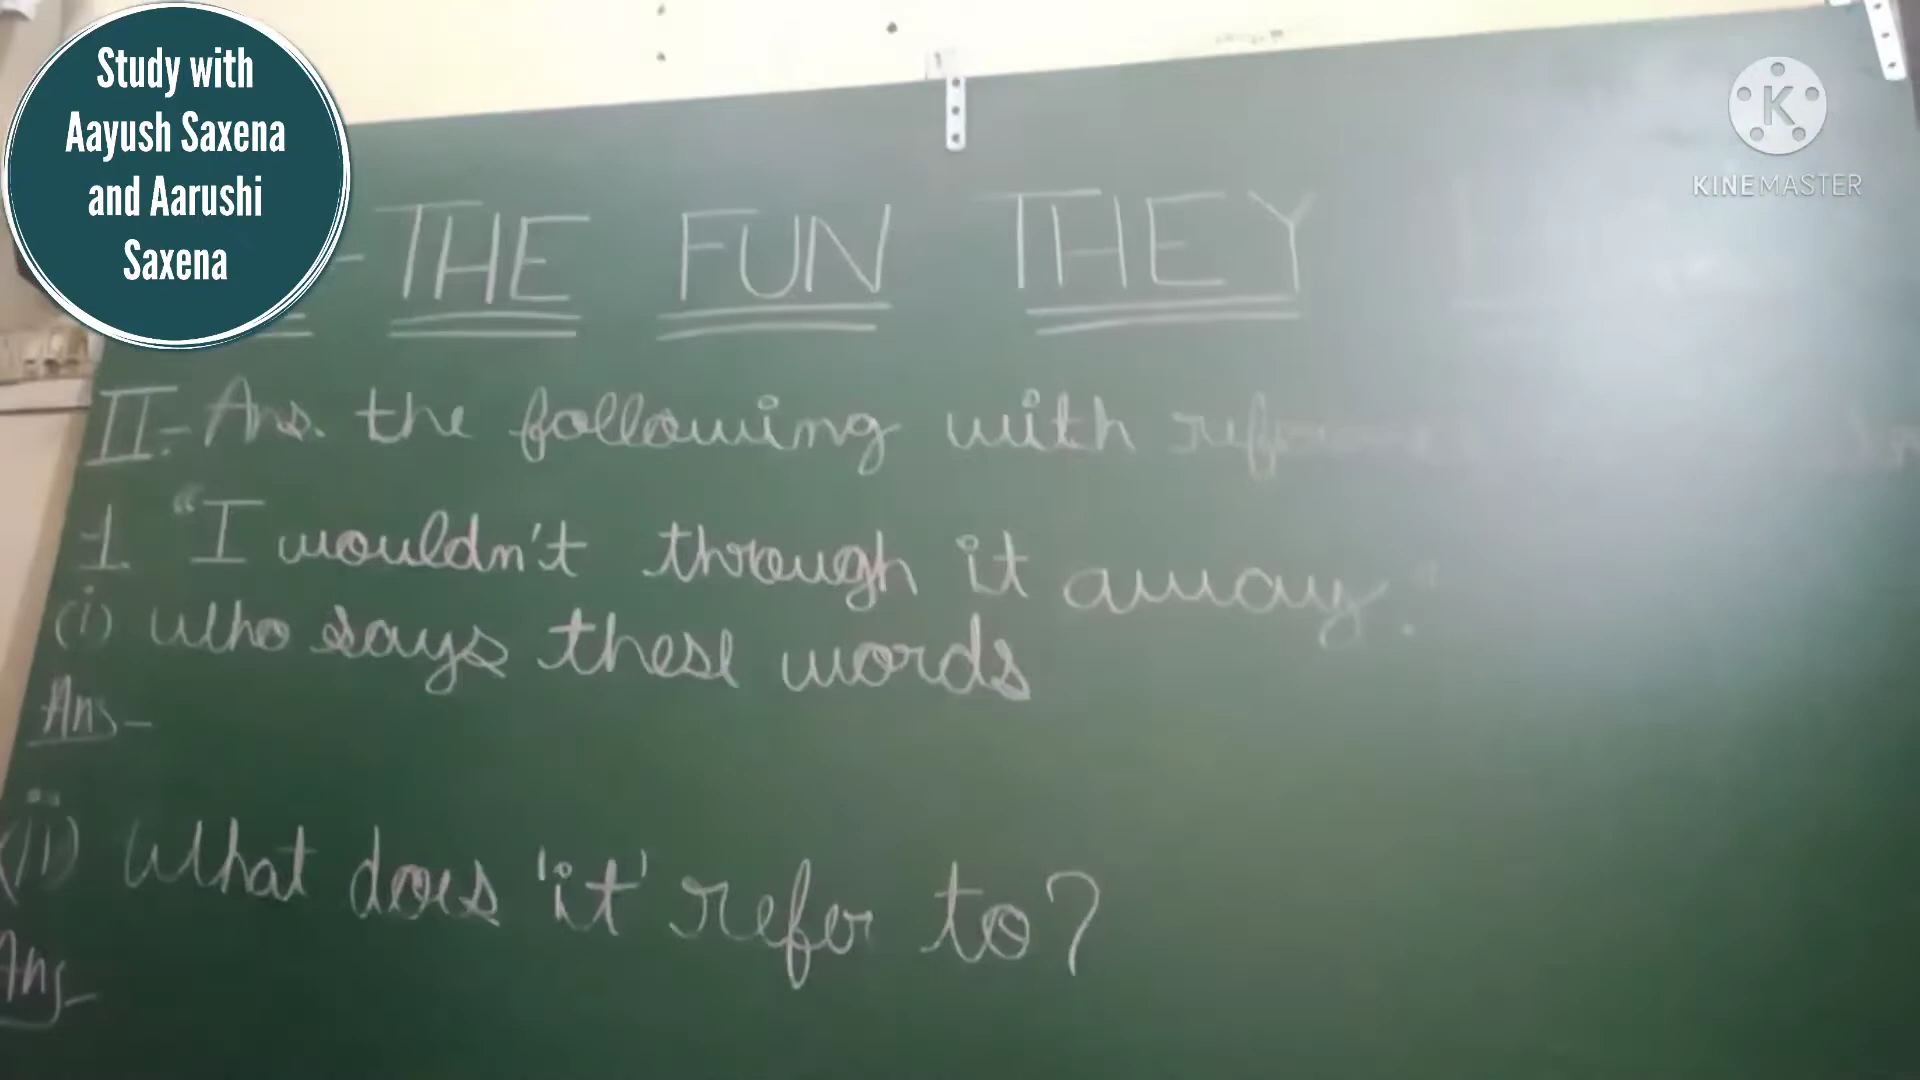 Study with
Aayush Saxena
and Aarushi
Saxena
KINEMASTER
- THE FUN THEY
II- Ans. the following with
1. "I wouldn't through it away."
(i) Who says these words
Ans-
(ii) What does 'it' refer to?
Ans-